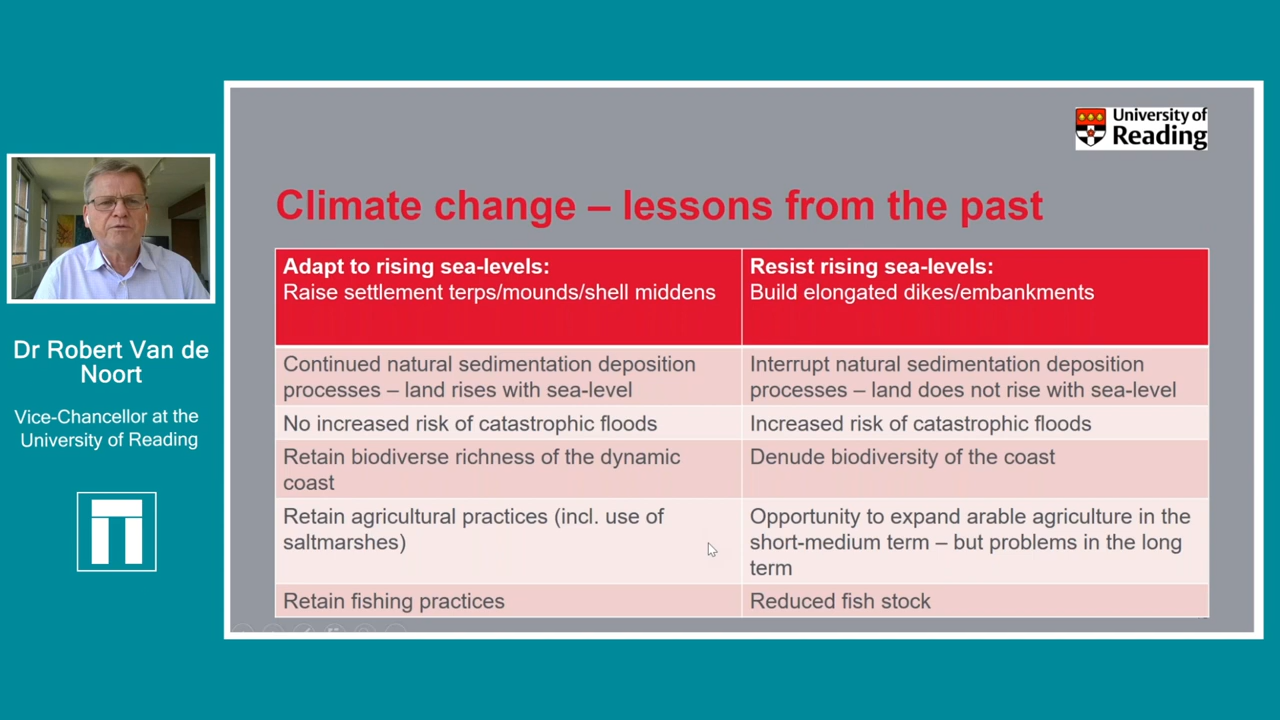 University of
Reading
Climate change – lessons from the past
Adapt to rising sea-levels:
Raise settlement terps/mounds/shell middens
Resist rising sea-levels:
Build elongated dikes/embankments
Continued natural sedimentation deposition
processes – land rises with sea-level
Interrupt natural sedimentation deposition
processes – land does not rise with sea-level
No increased risk of catastrophic floods
Increased risk of catastrophic floods
Retain biodiverse richness of the dynamic
coast
Denude biodiversity of the coast
Retain agricultural practices (incl. use of
saltmarshes)
Opportunity to expand arable agriculture in the
short-medium term – but problems in the long
term
Retain fishing practices
Reduced fish stock
Dr Robert Van de
Noort
Vice-Chancellor at the
University of Reading